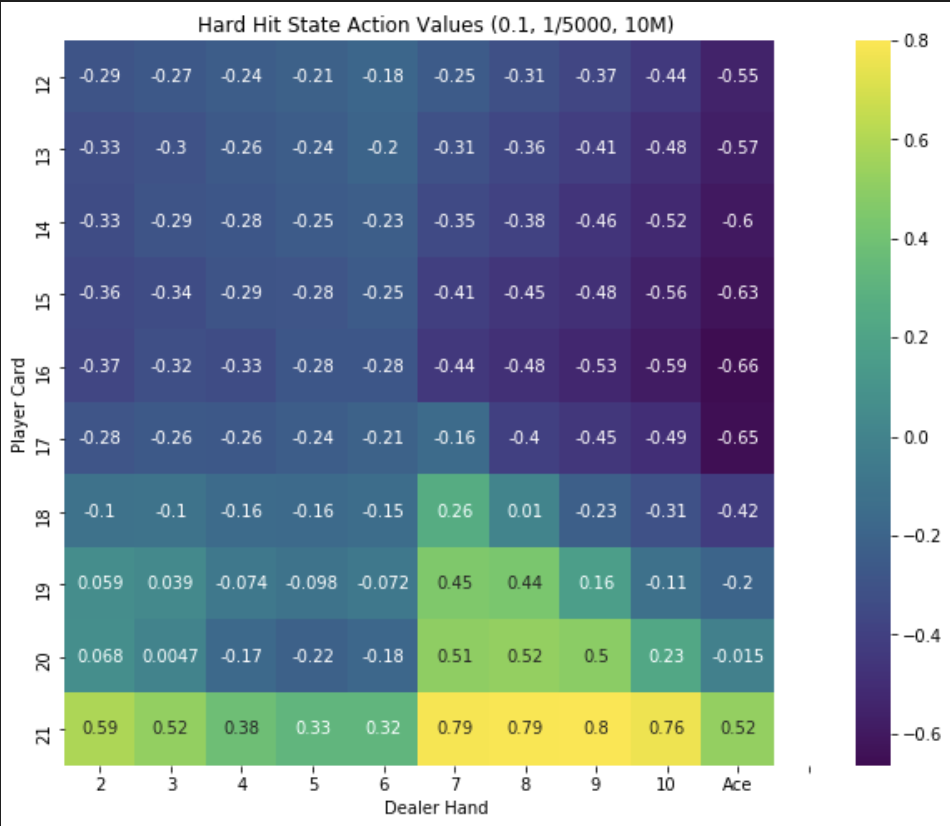 Hard Hit State Action Values (0.1, 1/5000, 10M)
12 -0.29 -0.27 -0.24 -0.21 -0.18 -0.25 -0.31 -0.37 -0.44 -0.55
13 -0.33 -0.3 -0.26 -0.24 -0.2 -0.31 -0.36 -0.41 -0.48 -0.57
14 -0.33 -0.29 -0.28 -0.25 -0.23 -0.35 -0.38 -0.46 -0.52 -0.6
15 -0.36 -0.34 -0.29 -0.28 -0.25 -0.41 -0.45 -0.48 -0.56 -0.63
16 -0.37 -0.32 -0.33 -0.28 -0.28 -0.44 -0.48 -0.53 -0.59 -0.66
17 -0.28 -0.26 -0.26 -0.24 -0.21 -0.16 -0.4 -0.45 -0.49 -0.65
18 -0.1 -0.1 -0.16 -0.16 -0.15 0.26 0.01 -0.23 -0.31 -0.42
19 0.059 0.039 -0.074 -0.098 -0.072 0.45 0.44 0.16 -0.11 -0.2
20 0.068 0.0047 -0.17 -0.22 -0.18 0.51 0.52 0.5 0.23 -0.015
21 0.59 0.52 0.38 0.33 0.32 0.79 0.79 0.8 0.76 0.52
2 3 4 5 6 7 8 9 10 Ace
Dealer Hand
Player Card
0.8
0.6
0.4
0.2
0.0
−0.2
−0.4
−0.6